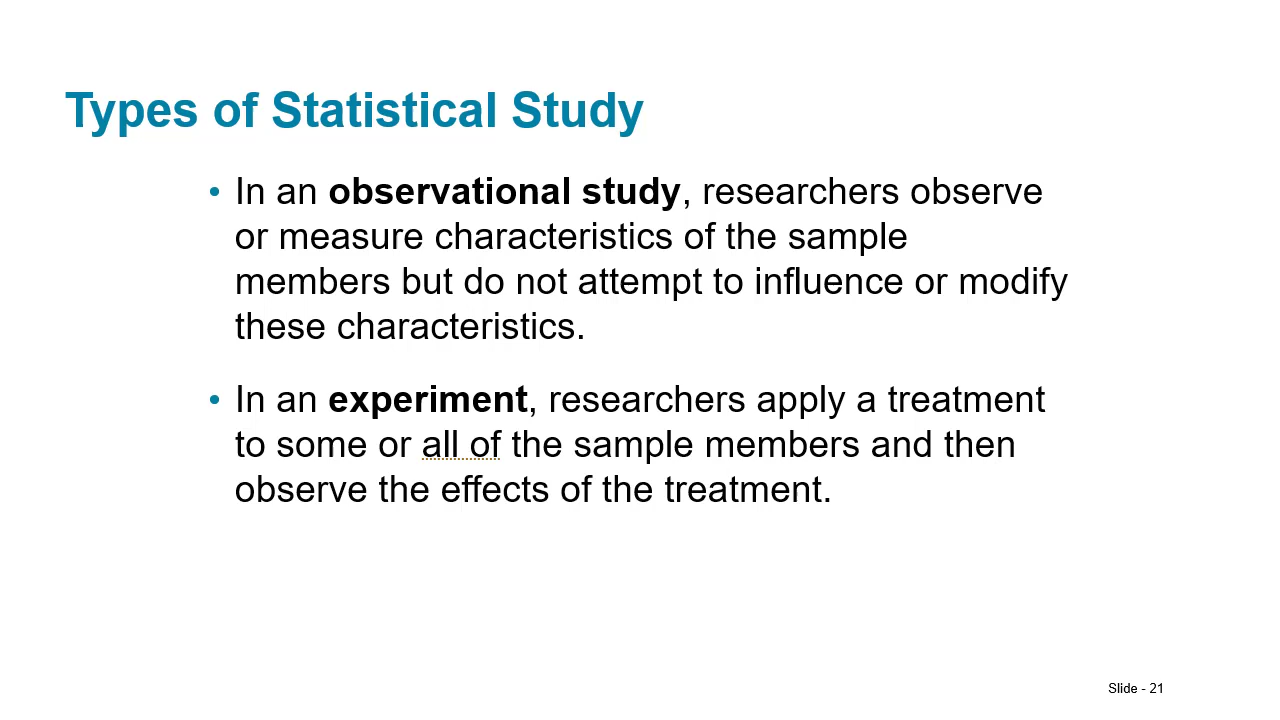 Types of Statistical Study
• In an observational study, researchers observe
or measure characteristics of the sample
members but do not attempt to influence or modify
these characteristics.
• In an experiment, researchers apply a treatment
to some or all of the sample members and then
observe the effects of the treatment.
Slide - 21